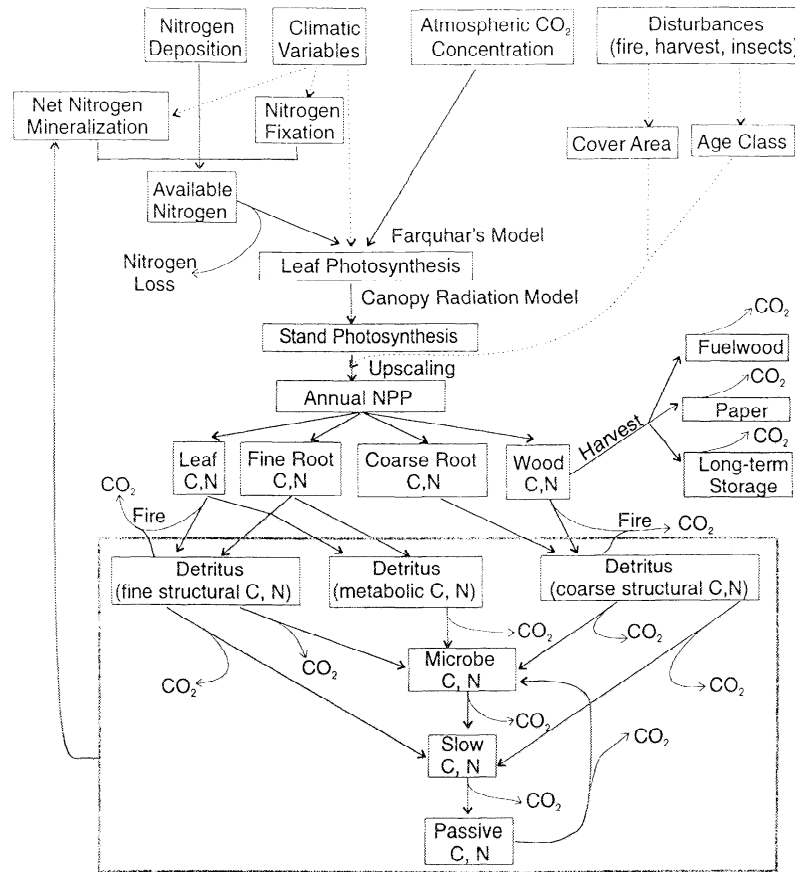 Nitrogen
Deposition
Climatic
Variables
Atmospheric CO₂
Concentration
Disturbances
(fire, harvest, insects)
Net Nitrogen
Mineralization
Nitrogen
Fixation
Cover Area
Age Class
Available
Nitrogen
Nitrogen
Loss
Farquhar's Model
Leaf Photosynthesis
Canopy Radiation Model
Stand Photosynthesis
Upscaling
Annual NPP
CO₂
Fuelwood
CO₂
Paper
CO₂
Long-term
Storage
Harvest
Leaf
C,N
Fine Root
C,N
Coarse Root
C,N
Wood
C,N
CO₂
Fire
Fire
CO₂
Detritus
(fine structural C, N)
Detritus
(metabolic C, N)
Detritus
(coarse structural C,N)
CO₂
CO₂
CO₂
CO₂
CO₂
Microbe
C, N
CO₂
Slow
C, N
CO₂
CO₂
Passive
C, N